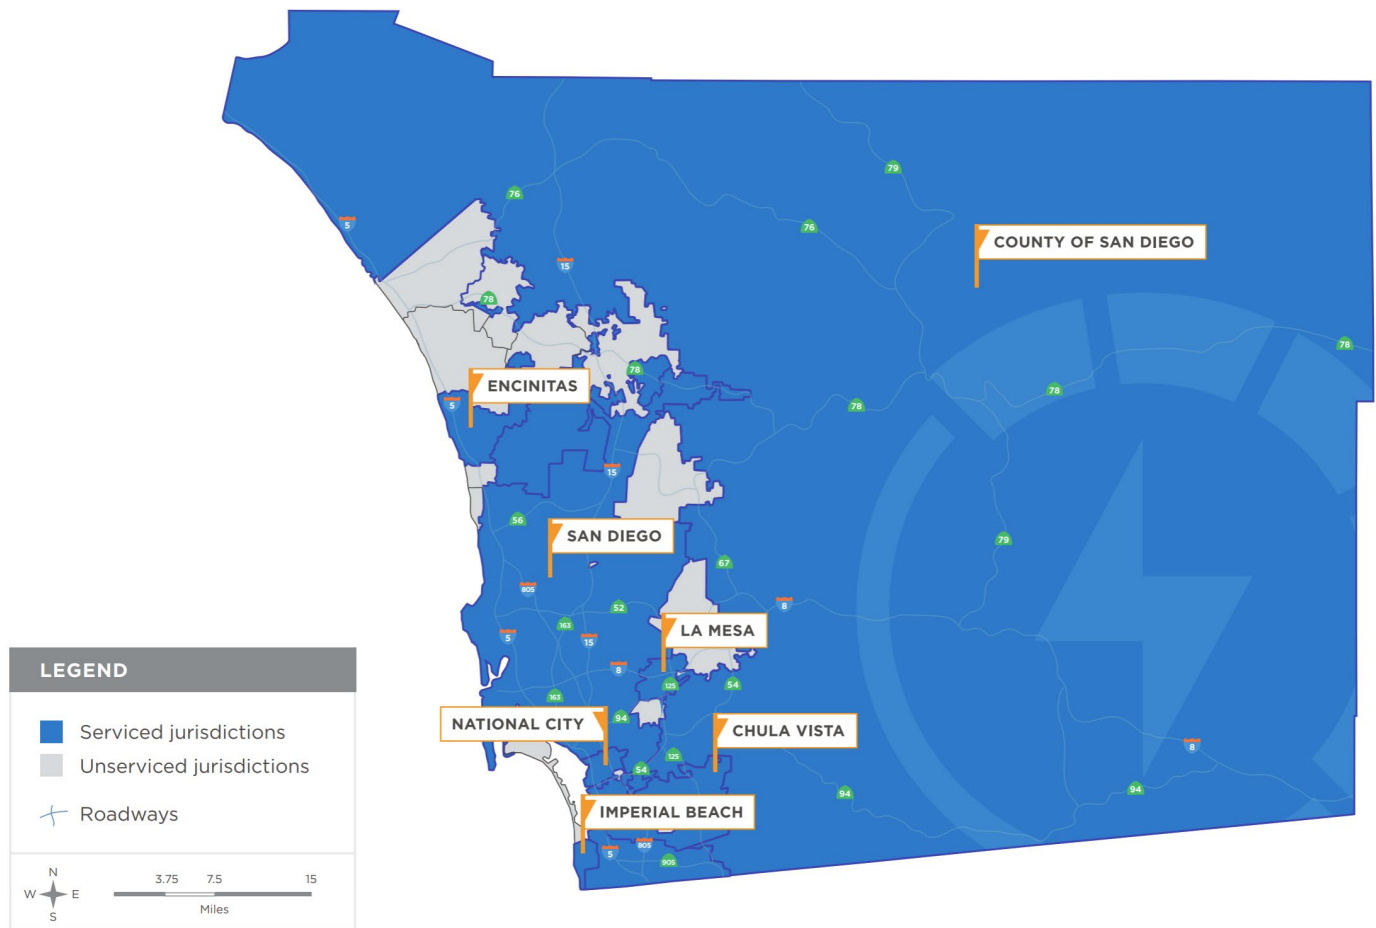 76
79
5
76
COUNTY OF SAN DIEGO
15
78
78
78
ENCINITAS
78
5
78
15
56
SAN DIEGO
79
67
805
52
8
163
LA MESA
5
15
8
125
54
163
94
NATIONAL CITY
CHULA VISTA
8
125
54
94
94
IMPERIAL BEACH
805
5
905
LEGEND
Serviced jurisdictions
Unserviced jurisdictions
Roadways
N
W E
S
3.75 7.5 15
Miles